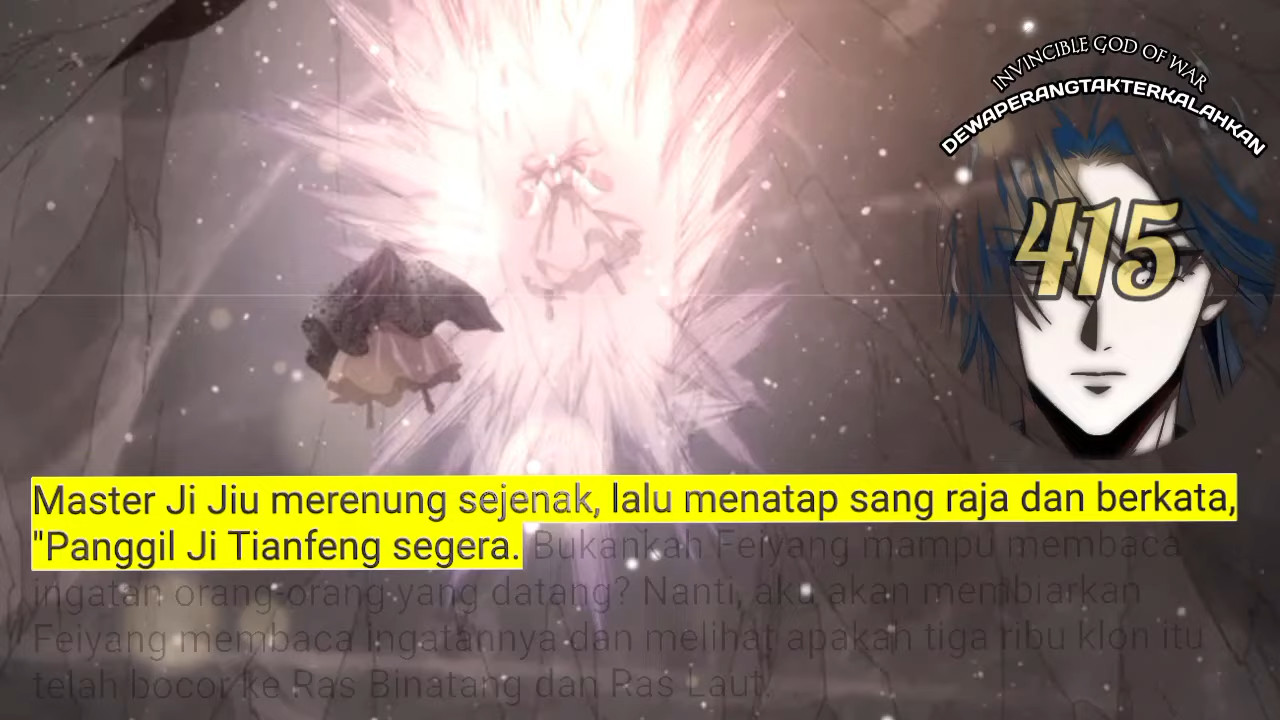 INVINCIBLE GOD OF WAR
DEWAPERANGTAKTERKALAHKAN
415
Master Ji Jiu merenung sejenak, lalu menatap sang raja dan berkata,
"Panggil Ji Tianfeng segera. Bukankah Feiyang mampu membaca
ingatan orang-orang yang datang? Nanti, aku akan membiarkan
Feiyang membaca ingatannya dan melihat apakah tiga ribu klon itu
telah bocor ke Ras Binatang dan Ras Laut.